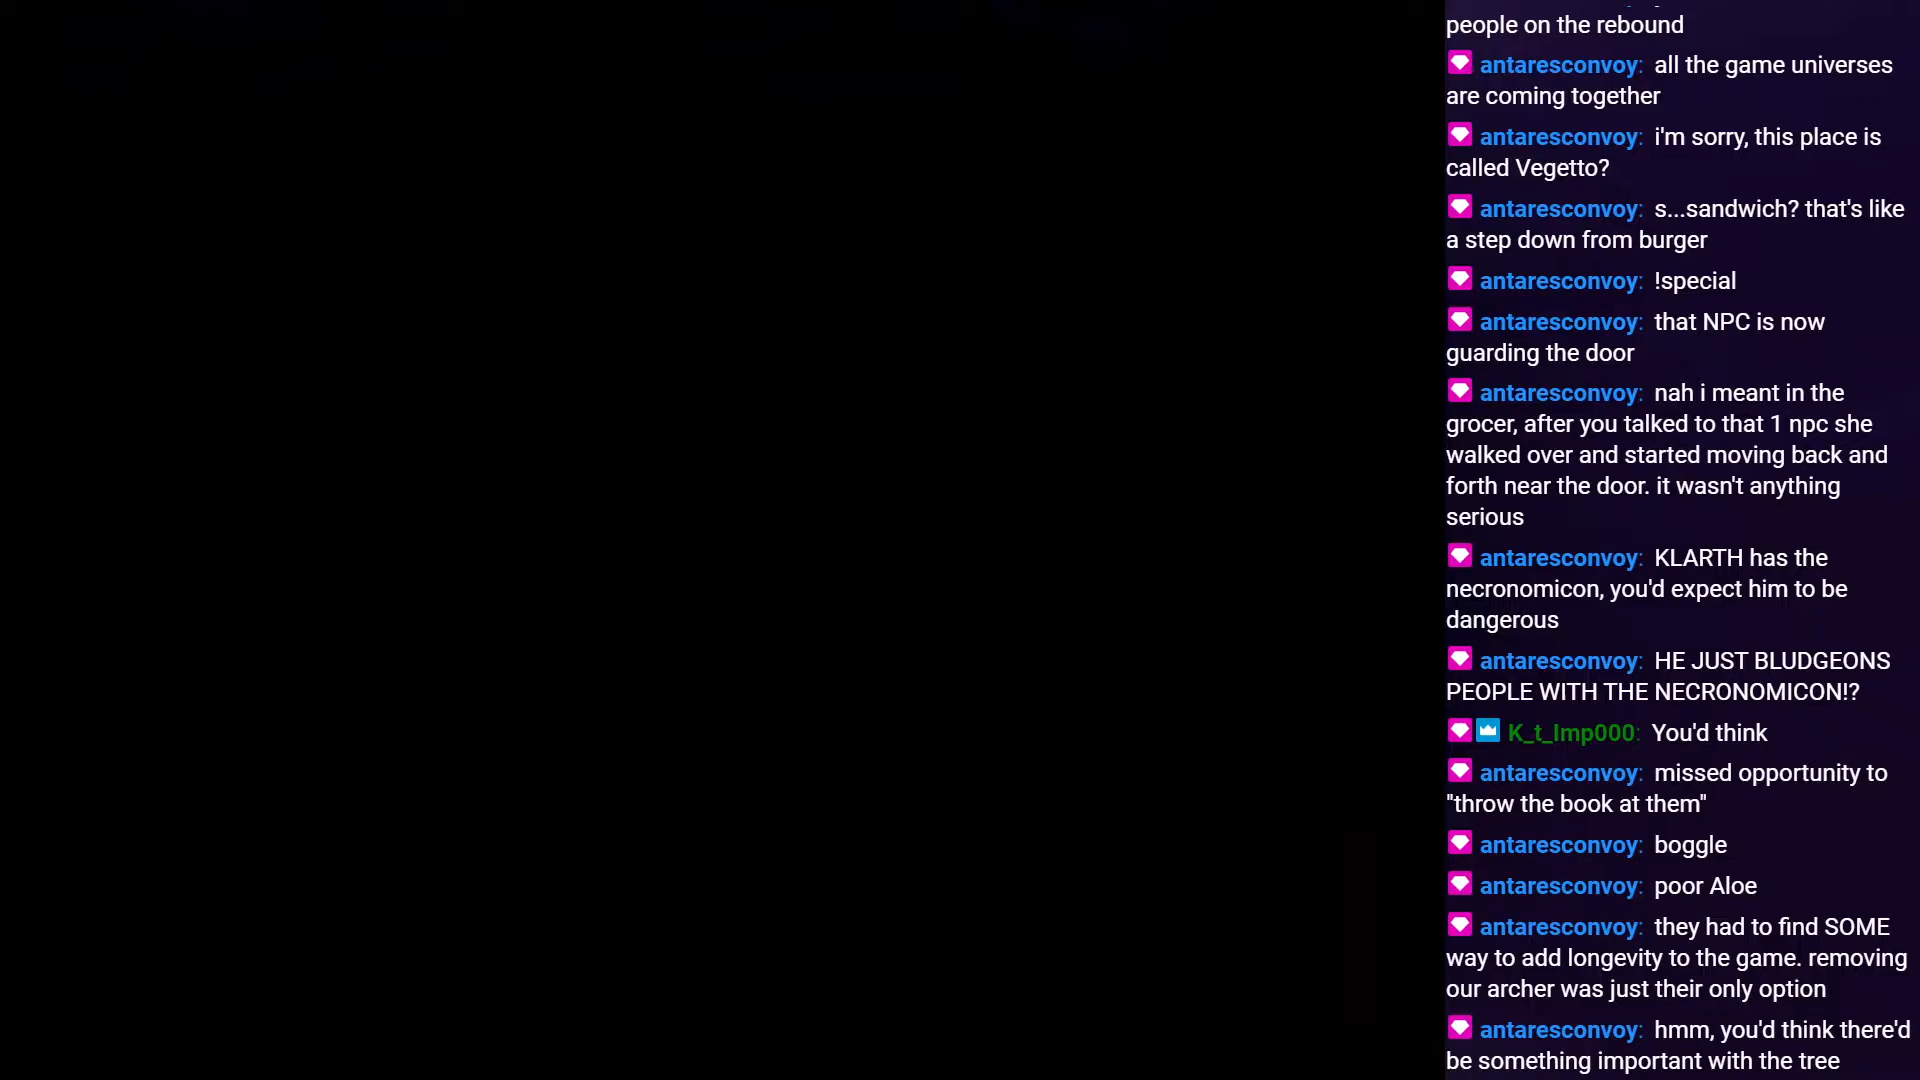 people on the rebound
antaresconvoy: all the game universes
are coming together
antaresconvoy: i'm sorry, this place is
called Vegetto?
antaresconvoy: s...sandwich? that's like
a step down from burger
antaresconvoy: !special
antaresconvoy: that NPC is now
guarding the door
antaresconvoy: nah i meant in the
grocer, after you talked to that 1 npc she
walked over and started moving back and
forth near the door. it wasn't anything
serious
antaresconvoy: KLARTH has the
necronomicon, you'd expect him to be
dangerous
antaresconvoy: HE JUST BLUDGEONS
PEOPLE WITH THE NECRONOMICON!?
K_t_Imp000: You'd think
antaresconvoy: missed opportunity to
"throw the book at them"
antaresconvoy: boggle
antaresconvoy: poor Aloe
antaresconvoy: they had to find SOME
way to add longevity to the game. removing
our archer was just their only option
antaresconvoy: hmm, you'd think there'd
be something important with the tree